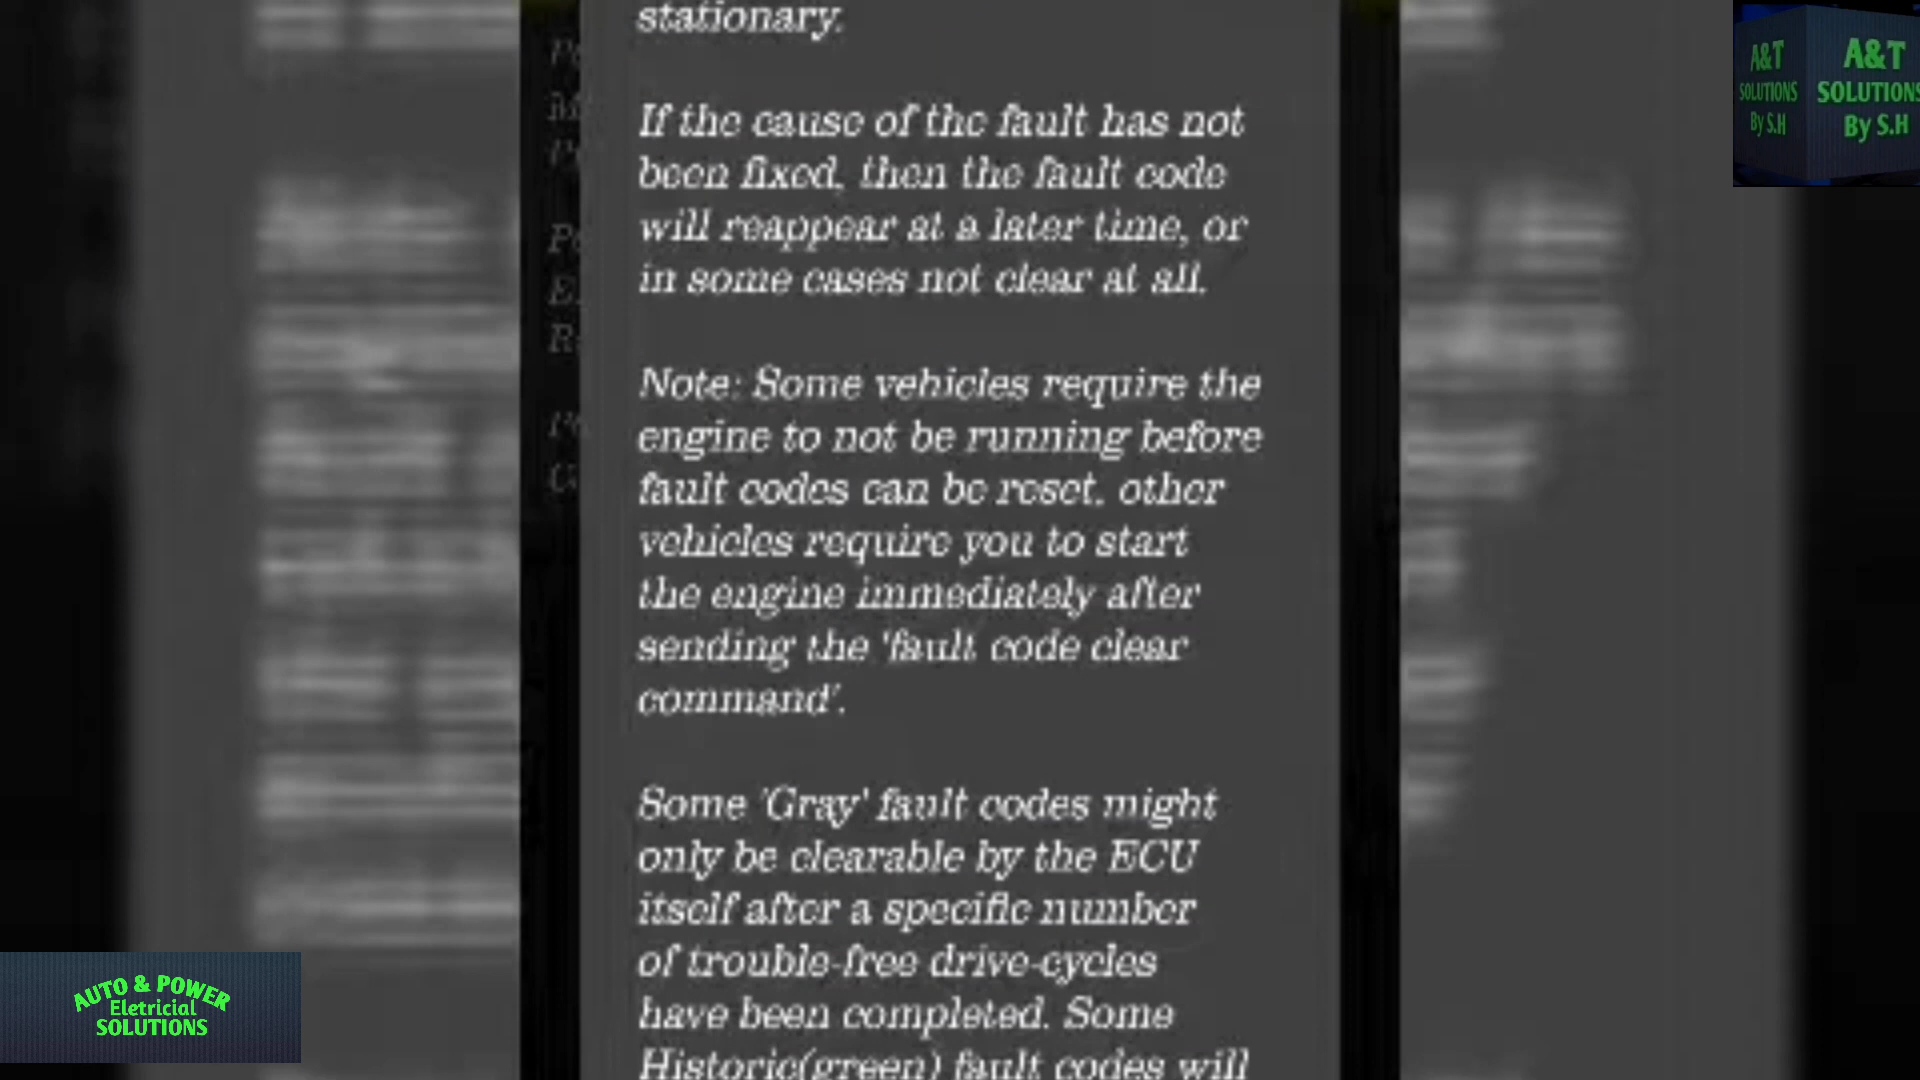 stationary.
If the cause of the fault has not
been fixed, then the fault code
will reappear at a later time, or
in some cases not clear at all.
Note: Some vehicles require the
engine to not be running before
fault codes can be reset. other
vehicles require you to start
the engine immediately after
sending the 'fault code clear
command'.
Some 'Gray' fault codes might
only be clearable by the ECU
itself after a specific number
of trouble-free drive-cycles
have been completed. Some
Historic(green) fault codes will
A&T
SOLUTIONS
By S.H
A&T
SOLUTIONS
By S.H
AUTO & POWER
Eletricial
SOLUTIONS